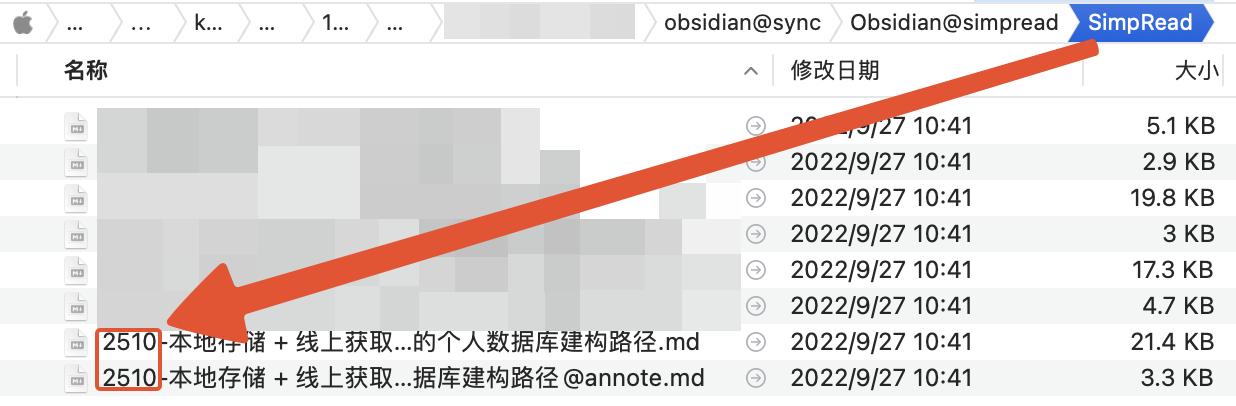 ... ... k... ... 1... ... obsidian@sync Obsidian@simpread SimpRead
名称 修改日期 大小
2022/9/27 10:41 5.1 KB
2022/9/27 10:41 2.9 KB
2022/9/27 10:41 19.8 KB
2022/9/27 10:41 3 KB
2022/9/27 10:41 17.3 KB
2022/9/27 10:41 4.7 KB
2510-本地存储 + 线上获取...的个人数据库建构路径.md 2022/9/27 10:41 21.4 KB
2510-本地存储 + 线上获取...据库建构路径@annote.md 2022/9/27 10:41 3.3 KB